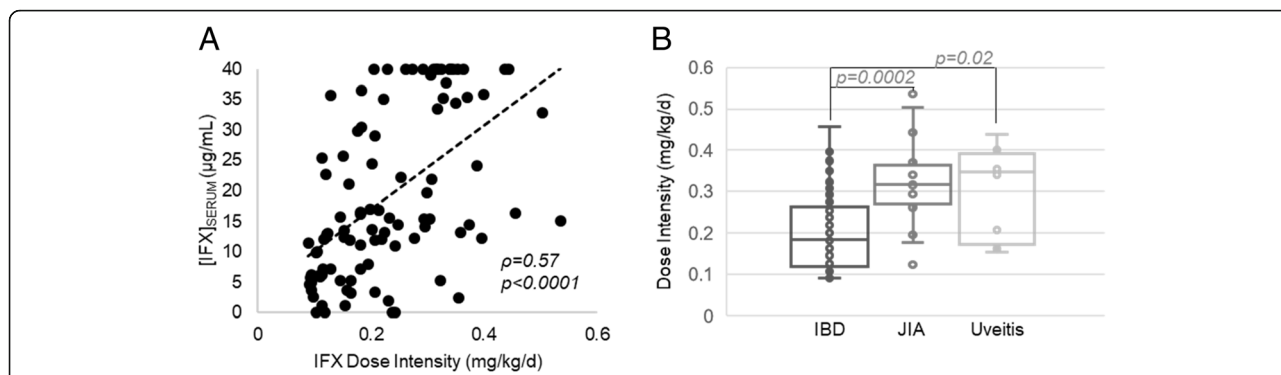 A
[IFX]SERUM (µg/mL)
40
35
30
25
20
15
10
5
0
ρ=0.57
p<0.0001
0 0.2 0.4 0.6
IFX Dose Intensity (mg/kg/d)
B
Dose Intensity (mg/kg/d)
0.6
0.5
0.4
0.3
0.2
0.1
0
p=0.02
p=0.0002
IBD JIA Uveitis